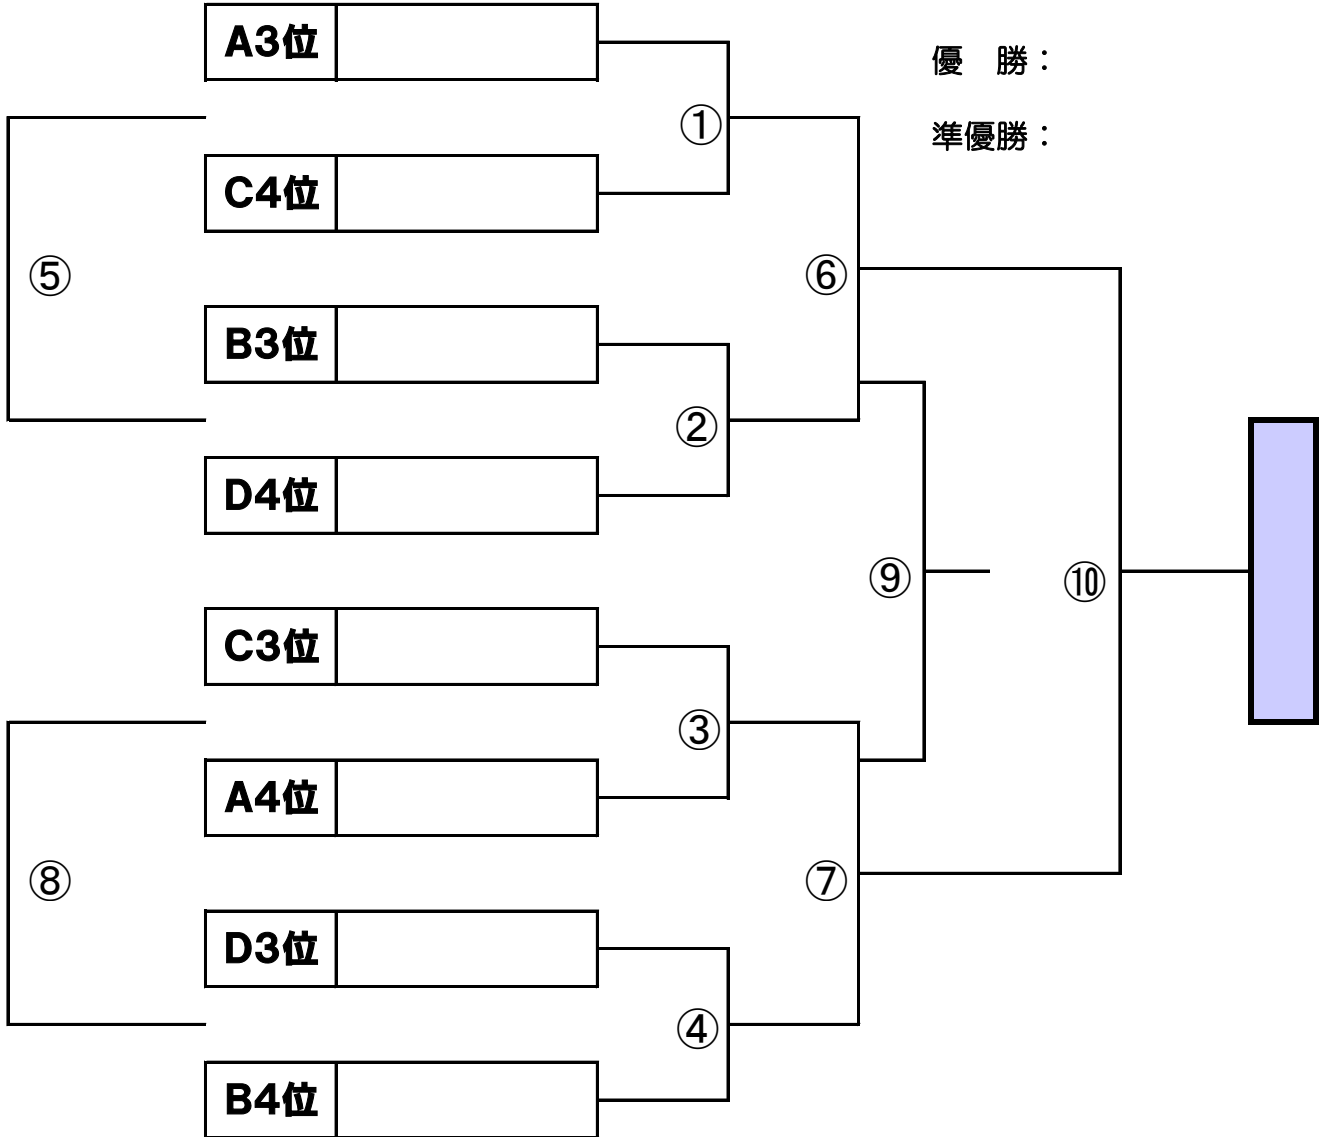 A3位
優　勝：
①
準優勝：
C4位
⑤
⑥
B3位
②
D4位
⑨
⑩
C3位
③
A4位
⑧
⑦
D3位
④
B4位